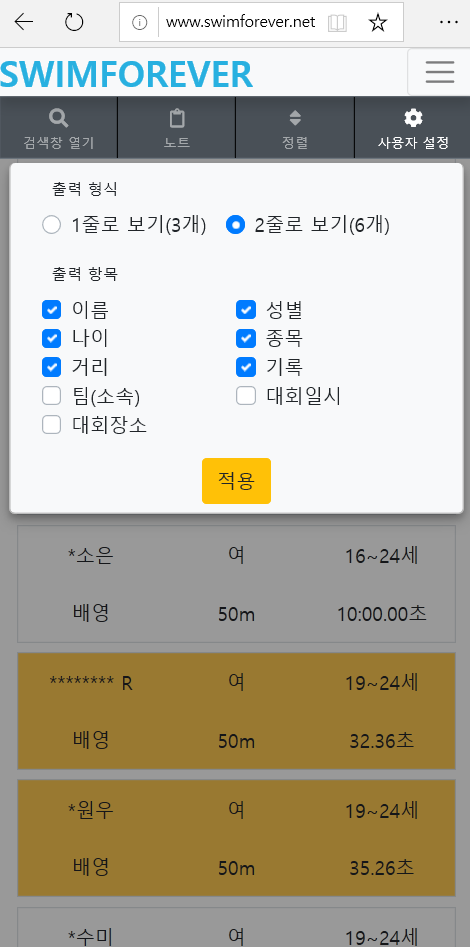 www.swimforever.net
SWIMFOREVER
검색창 열기 노트 정렬 사용자 설정
출력 형식
1줄로 보기(3개) 2줄로 보기(6개)
출력 항목
이름 성별
나이 종목
거리 기록
팀(소속) 대회일시
대회장소
적용
*소은 여 16~24세
배영 50m 10:00.00초
******** R 여 19~24세
배영 50m 32.36초
*원우 여 19~24세
배영 50m 35.26초
*수미 여 19~24세